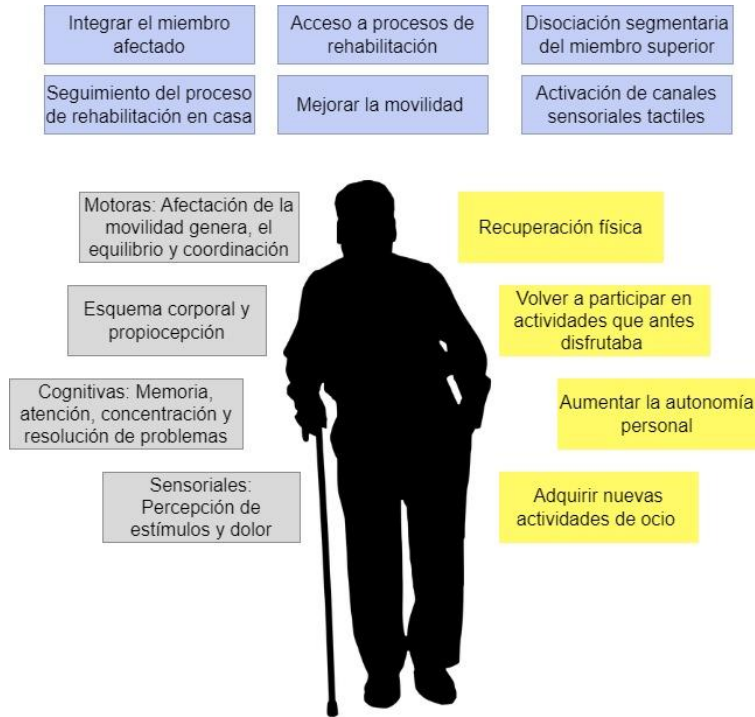 Integrar el miembro
afectado
Acceso a procesos de
rehabilitación
Disociación segmentaria
del miembro superior
Seguimiento del proceso
de rehabilitación en casa
Mejorar la movilidad
Activación de canales
sensoriales tactiles
Motoras: Afectación de la
movilidad genera, el
equilibrio y coordinación
Recuperación física
Esquema corporal y
propiocepción
Volver a participar en
actividades que antes
disfrutaba
Cognitivas: Memoria,
atención, concentración y
resolución de problemas
Aumentar la autonomía
personal
Sensoriales:
Percepción de
estímulos y dolor
Adquirir nuevas
actividades de ocio